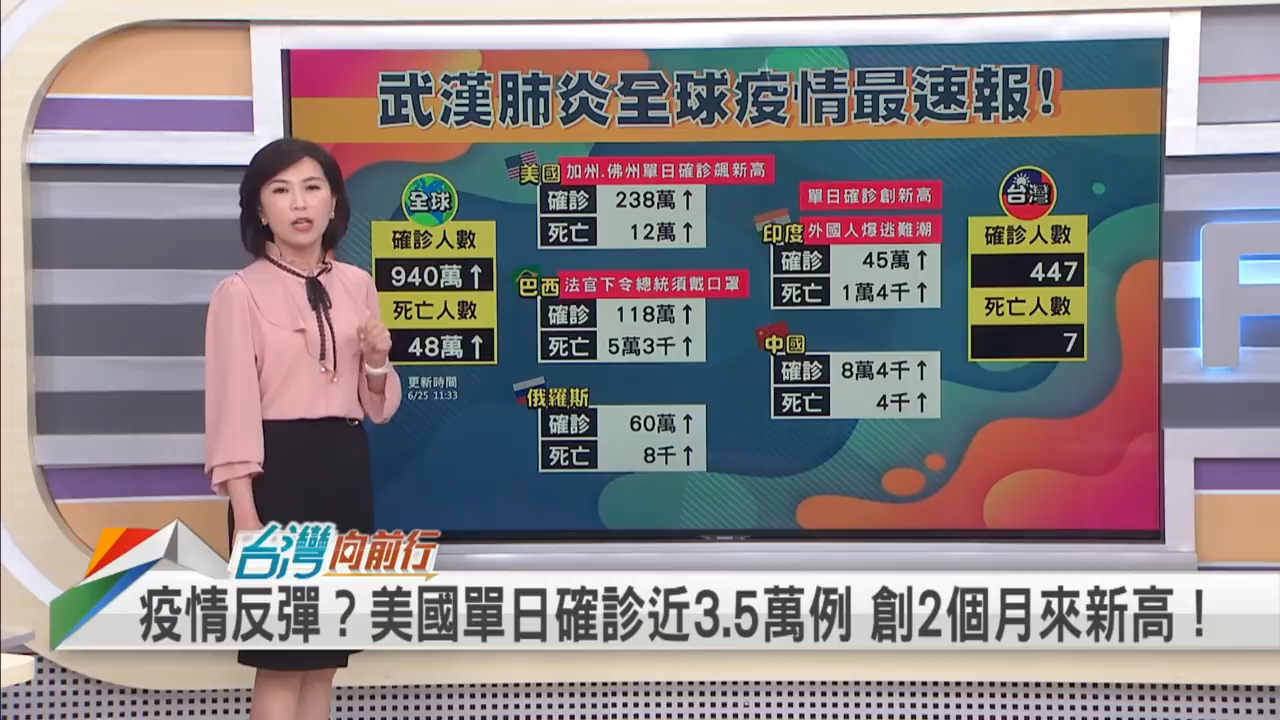 武漢肺炎全球疫情最速報!
全球
確診人數
940萬↑
死亡人數
48萬↑
更新時間
6/25 11:33
美國 加州.佛州單日確診飆新高
確診 238萬↑
死亡 12萬↑
巴西 法官下令總統須戴口罩
確診 118萬↑
死亡 5萬3千↑
俄羅斯
確診 60萬↑
死亡 8千↑
單日確診創新高
印度 外國人爆逃難潮
確診 45萬↑
死亡 1萬4千↑
中國
確診 8萬4千↑
死亡 4千↑
台灣
確診人數
447
死亡人數
7
台灣向前行
疫情反彈？美國單日確診近3.5萬例 創2個月來新高！